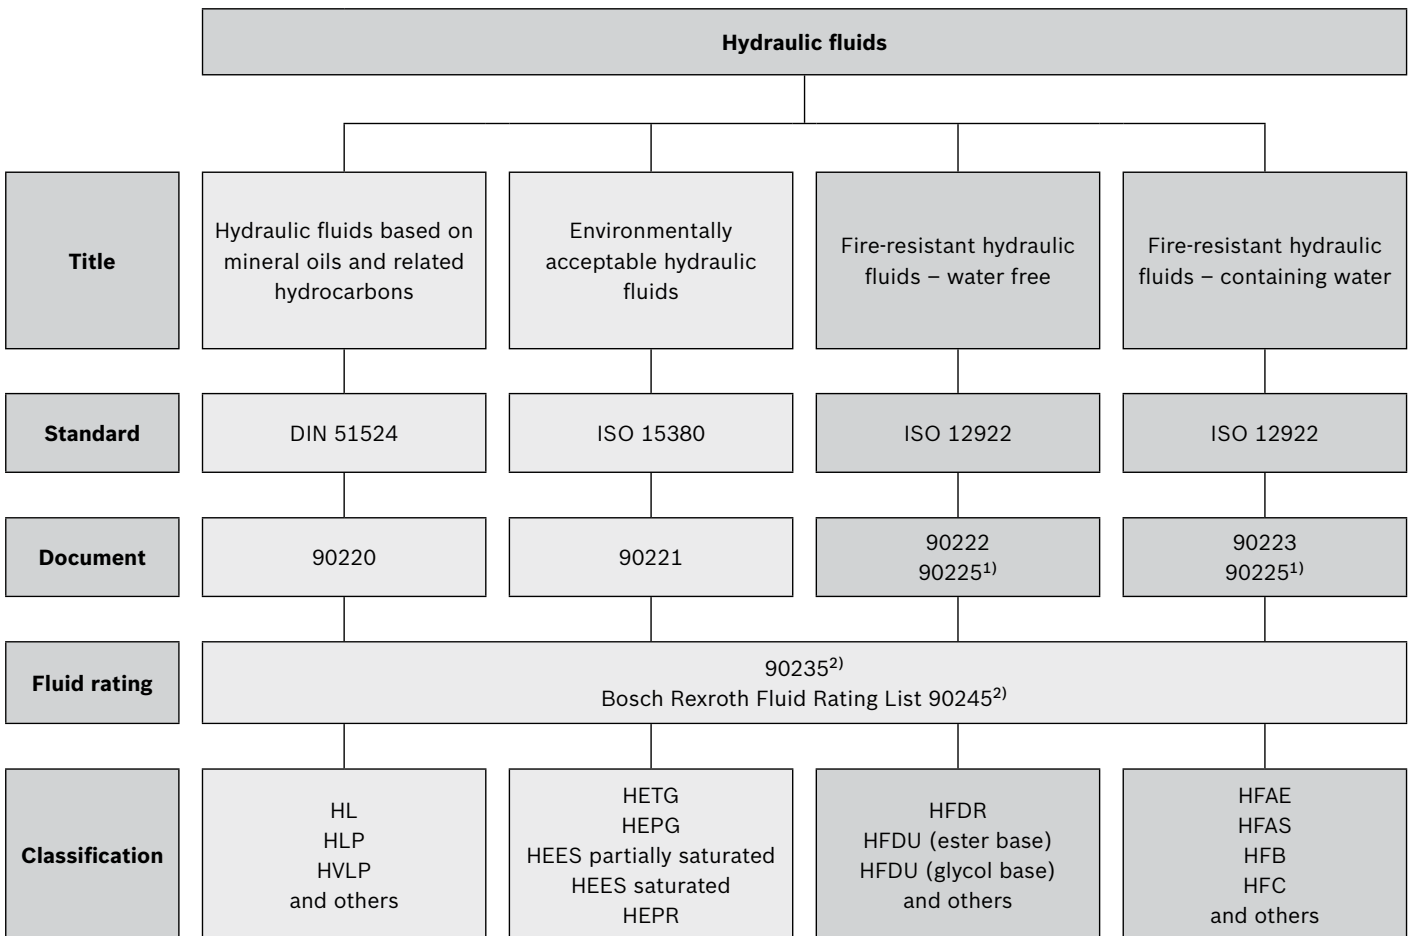 Hydraulic fluids
Title
Hydraulic fluids based on
mineral oils and related
hydrocarbons
Environmentally
acceptable hydraulic
fluids
Fire-resistant hydraulic
fluids – water free
Fire-resistant hydraulic
fluids – containing water
Standard
DIN 51524
ISO 15380
ISO 12922
ISO 12922
Document
90220
90221
90222
90225¹⁾
90223
90225¹⁾
Fluid rating
90235²⁾
Bosch Rexroth Fluid Rating List 90245²⁾
Classification
HL
HLP
HVLP
and others
HETG
HEPG
HEES partially saturated
HEES saturated
HEPR
HFDR
HFDU (ester base)
HFDU (glycol base)
and others
HFAE
HFAS
HFB
HFC
and others